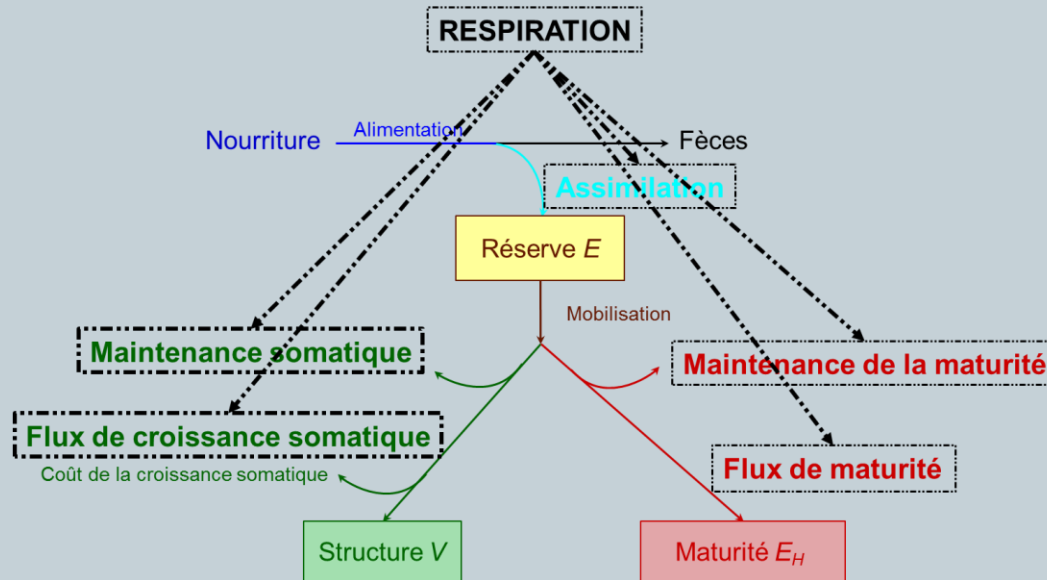 RESPIRATION
Alimentation
Nourriture
Fèces
Assimilation
Réserve E
Mobilisation
Maintenance somatique
Maintenance de la maturité
Flux de croissance somatique
Flux de maturité
Coût de la croissance somatique
Structure V
Maturité E_H